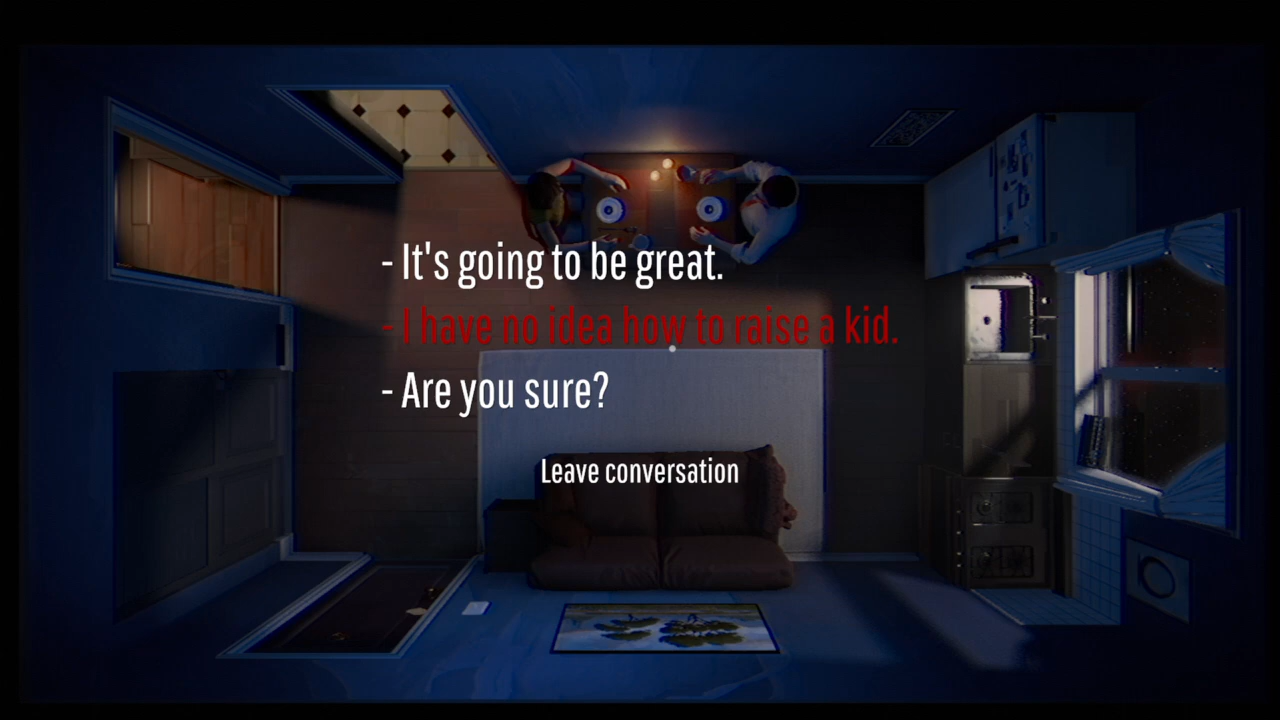 - It's going to be great.
- I have no idea how to raise a kid.
- Are you sure?
Leave conversation